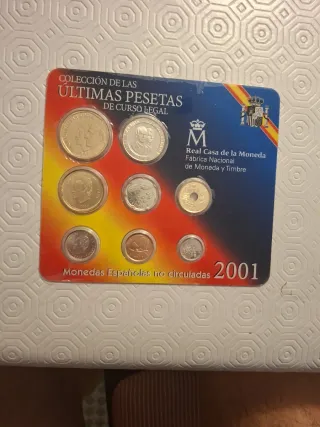 COLECCIÓN DE LAS
ÚLTIMAS PESETAS
DE CURSO LEGAL
M
Real Casa de la Moneda
Fábrica Nacional
de Moneda y Timbre
Monedas Españolas no circuladas 2001